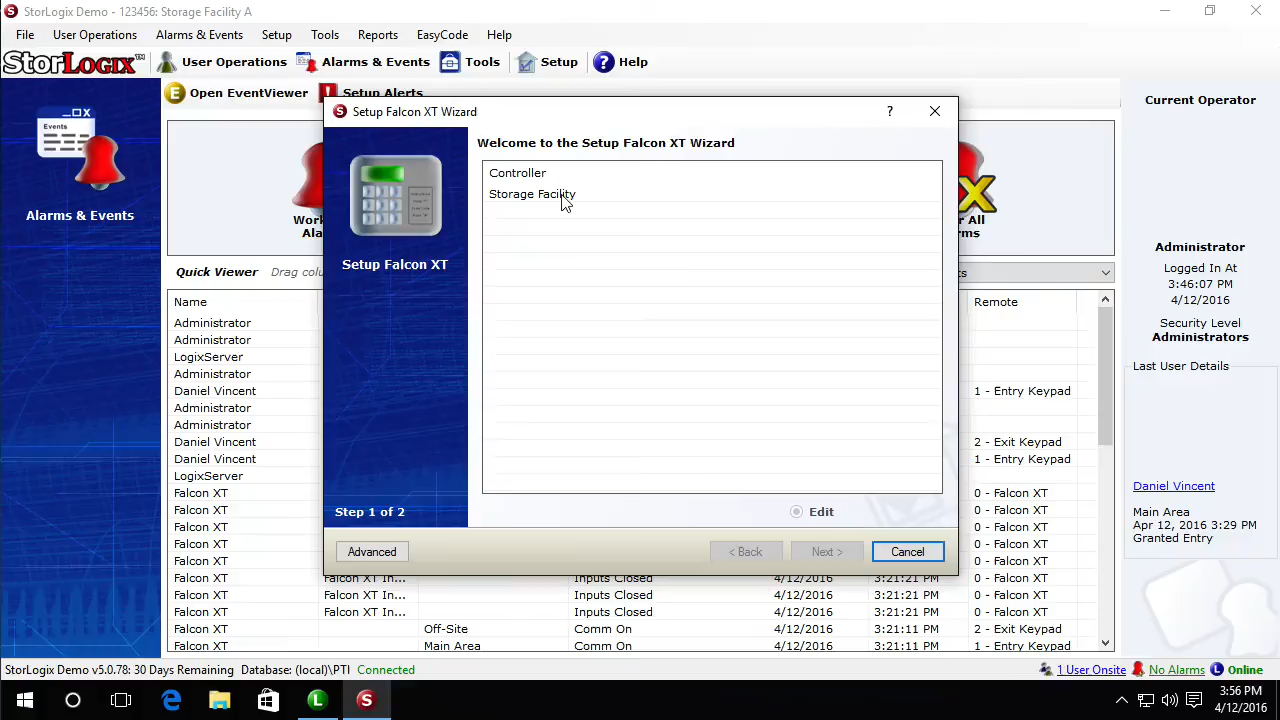 StorLogix Demo - 123456: Storage Facility A
File User Operations Alarms & Events Setup Tools Reports EasyCode Help
StorLogix™ User Operations Alarms & Events Tools Setup Help
Open EventViewer Setup Alerts
Current Operator
Setup Falcon XT Wizard
Events
Alarms & Events
Setup Falcon XT
Step 1 of 2
Welcome to the Setup Falcon XT Wizard
Controller
Storage Facility
Edit
Advanced < Back Next > Cancel
Quick Viewer
Name Remote
Administrator
Administrator
LogixServer
Administrator
Daniel Vincent 1 - Entry Keypad
Administrator
Administrator
Daniel Vincent 2 - Exit Keypad
Daniel Vincent 1 - Entry Keypad
LogixServer
Falcon XT 0 - Falcon XT
Falcon XT 0 - Falcon XT
Falcon XT 0 - Falcon XT
Falcon XT 0 - Falcon XT
Falcon XT 0 - Falcon XT
Falcon XT Falcon XT In... Inputs Closed 4/12/2016 3:21:21 PM 0 - Falcon XT
Falcon XT Falcon XT In... Inputs Closed 4/12/2016 3:21:21 PM 0 - Falcon XT
Falcon XT Falcon XT In... Inputs Closed 4/12/2016 3:21:21 PM 0 - Falcon XT
Falcon XT Off-Site Comm On 4/12/2016 3:21:11 PM 2 - Exit Keypad
Falcon XT Main Area Comm On 4/12/2016 3:21:11 PM 1 - Entry Keypad
Administrator
Logged In At
3:46:07 PM
4/12/2016
Security Level
Administrators
Last User Details
Daniel Vincent
Main Area
Apr 12, 2016 3:29 PM
Granted Entry
StorLogix Demo v5.0.78: 30 Days Remaining Database: (local)\PTI Connected
1 User Onsite No Alarms Online
3:56 PM
4/12/2016